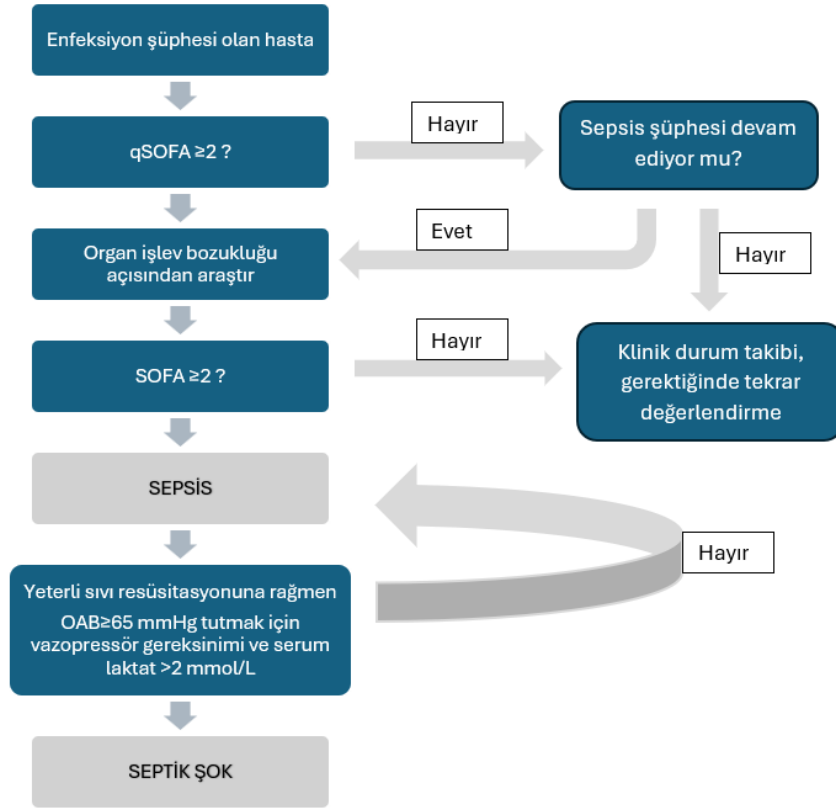 Enfeksiyon şüphesi olan hasta
qSOFA ≥2 ?
Hayır
Sepsis şüphesi devam
ediyor mu?
Evet
Hayır
Organ işlev bozukluğu
açısından araştır
SOFA ≥2 ?
Hayır
Klinik durum takibi,
gerektiğinde tekrar
değerlendirme
SEPSİS
Hayır
Yeterli sıvı resüsitasyonuna rağmen
OAB≥65 mmHg tutmak için
vazopressör gereksinimi ve serum
laktat >2 mmol/L
SEPTİK ŞOK